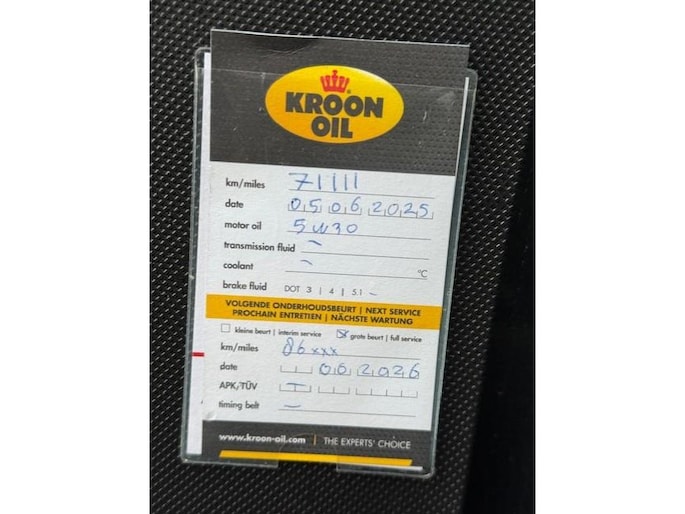 KROON
OIL
km/miles 71111
date 05 06 2025
motor oil 5W30
transmission fluid –
coolant – °C
brake fluid DOT 3 | 4 | 5.1 –
VOLGENDE ONDERHOUDSBEURT | NEXT SERVICE
PROCHAIN ENTRETIEN | NÄCHSTE WARTUNG
kleine beurt | interim service grote beurt | full service
km/miles 86xxx
date 06 2026
APK/TÜV –
timing belt –
www.kroon-oil.com | THE EXPERTS' CHOICE